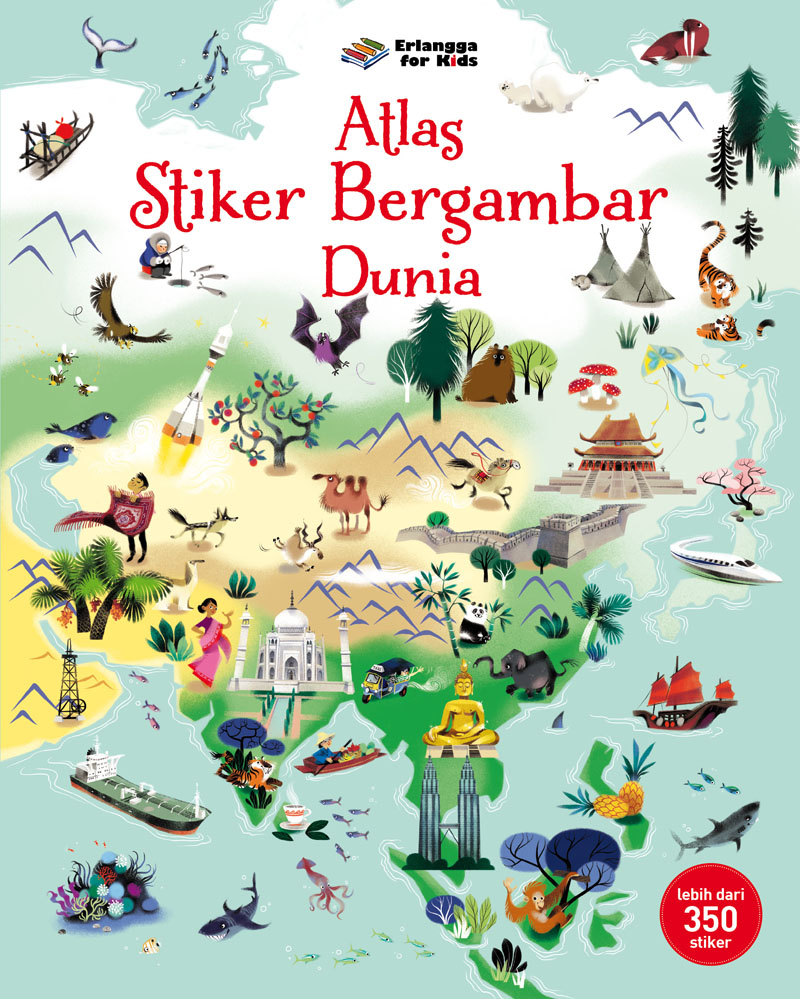 Erlangga
for Kids
Atlas
Stiker Bergambar
Dunia
lebih dari
350
stiker